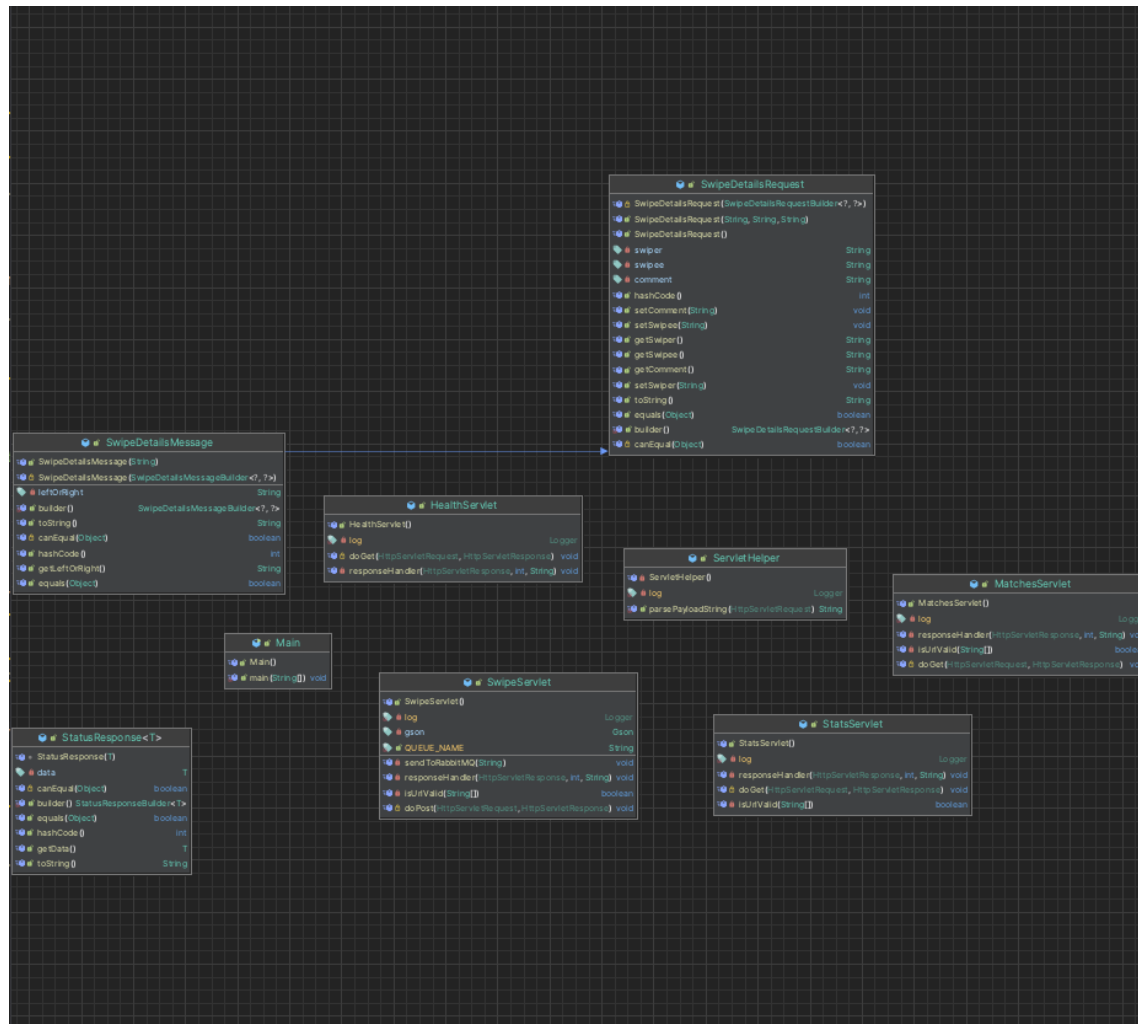 SwipeDetailsRequest
SwipeDetailsRequest(SwipeDetailsRequestBuilder<?, ?>)
SwipeDetailsRequest(String, String, String)
SwipeDetailsRequest()
swiper String
swipee String
comment String
hashCode() int
setComment(String) void
setSwipee(String) void
getSwiper() String
getSwipee() String
getComment() String
setSwiper(String) void
toString() String
equals(Object) boolean
builder() SwipeDetailsRequestBuilder<?, ?>
canEqual(Object) boolean
SwipeDetailsMessage
SwipeDetailsMessage(String)
SwipeDetailsMessage(SwipeDetailsMessageBuilder<?, ?>)
leftOrRight String
builder() SwipeDetailsMessageBuilder<?, ?>
toString() String
canEqual(Object) boolean
hashCode() int
getLeftOrRight() String
equals(Object) boolean
HealthServlet
HealthServlet()
log Logger
doGet(HttpServletRequest, HttpServletResponse) void
responseHandler(HttpServletResponse, int, String) void
ServletHelper
ServletHelper()
log Logger
parsePayloadString(HttpServletRequest) String
MatchesServlet
MatchesServlet()
log Logg
responseHandler(HttpServletResponse, int, String) vo
isUrlValid(String[]) boole
doGet(HttpServletRequest, HttpServletResponse) vo
Main
Main()
main(String[]) void
SwipeServlet
SwipeServlet()
log Logger
gson Gson
QUEUE_NAME String
sendToRabbitMQ(String) void
responseHandler(HttpServletResponse, int, String) void
isUrlValid(String[]) boolean
doPost(HttpServletRequest, HttpServletResponse) void
StatsServlet
StatsServlet()
log Logger
responseHandler(HttpServletResponse, int, String) void
doGet(HttpServletRequest, HttpServletResponse) void
isUrlValid(String[]) boolean
StatusResponse<T>
StatusResponse(T)
data T
canEqual(Object) boolean
builder() StatusResponseBuilder<T>
equals(Object) boolean
hashCode() int
getData() T
toString() String